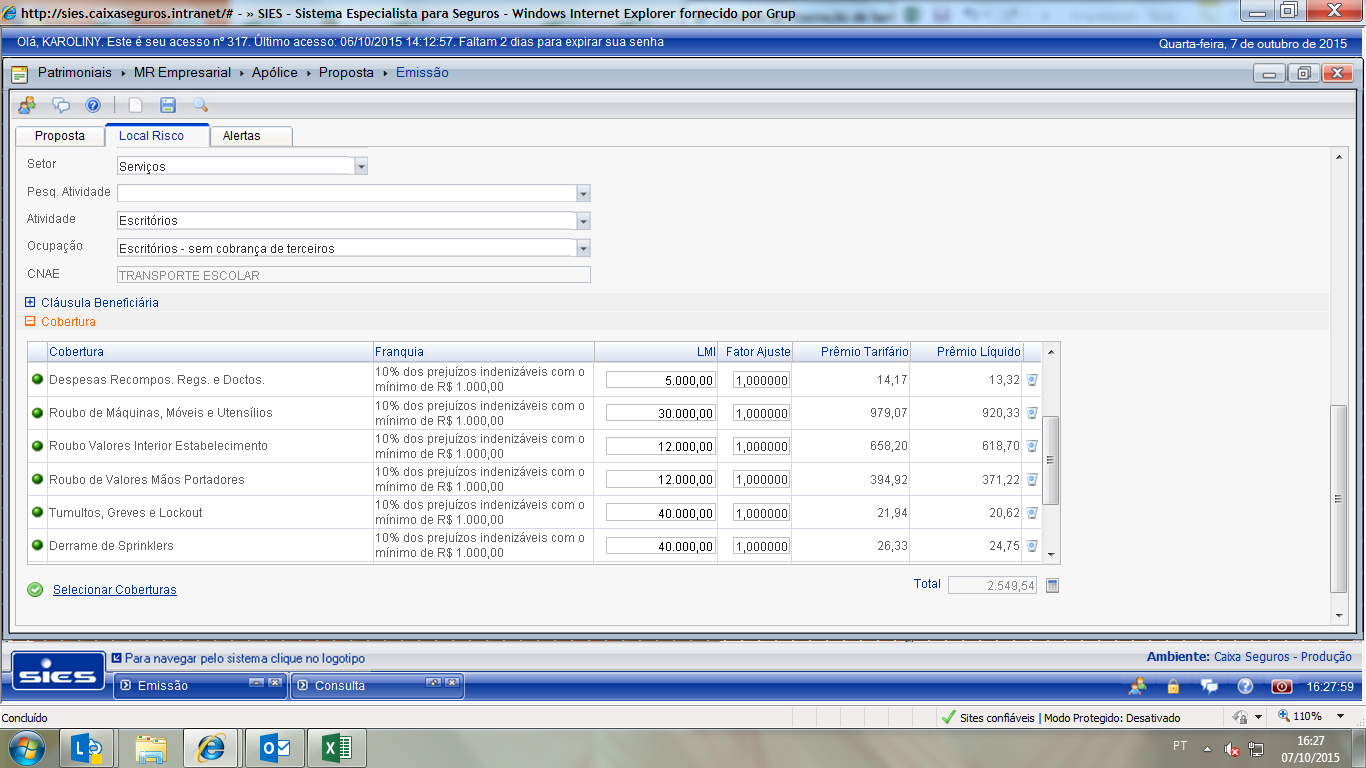 http://sies.caixaseguros.intranet/# - » SIES - Sistema Especialista para Seguros - Windows Internet Explorer fornecido por Grup
Olá, KAROLINY. Este é seu acesso nº 317. Último acesso: 06/10/2015 14:12:57. Faltam 2 dias para expirar sua senha
Quarta-feira, 7 de outubro de 2015
Patrimoniais ▸ MR Empresarial ▸ Apólice ▸ Proposta ▸ Emissão
Proposta Local Risco Alertas
Setor Serviços
Pesq. Atividade
Atividade Escritórios
Ocupação Escritórios - sem cobrança de terceiros
CNAE TRANSPORTE ESCOLAR
Cláusula Beneficiária
Cobertura
Cobertura Franquia LMI Fator Ajuste Prêmio Tarifário Prêmio Líquido
Despesas Recompos. Regs. e Doctos. 10% dos prejuízos indenizáveis com o mínimo de R$ 1.000,00 5.000,00 1,000000 14,17 13,32
Roubo de Máquinas, Móveis e Utensílios 10% dos prejuízos indenizáveis com o mínimo de R$ 1.000,00 30.000,00 1,000000 979,07 920,33
Roubo Valores Interior Estabelecimento 10% dos prejuízos indenizáveis com o mínimo de R$ 1.000,00 12.000,00 1,000000 658,20 618,70
Roubo de Valores Mãos Portadores 10% dos prejuízos indenizáveis com o mínimo de R$ 1.000,00 12.000,00 1,000000 394,92 371,22
Tumultos, Greves e Lockout 10% dos prejuízos indenizáveis com o mínimo de R$ 1.000,00 40.000,00 1,000000 21,94 20,62
Derrame de Sprinklers 10% dos prejuízos indenizáveis com o mínimo de R$ 1.000,00 40.000,00 1,000000 26,33 24,75
Selecionar Coberturas
Total 2.549,54
sies
Para navegar pelo sistema clique no logotipo
Ambiente: Caixa Seguros - Produção
Emissão Consulta 16:27:59
Concluído
Sites confiáveis | Modo Protegido: Desativado
110%
PT
16:27
07/10/2015